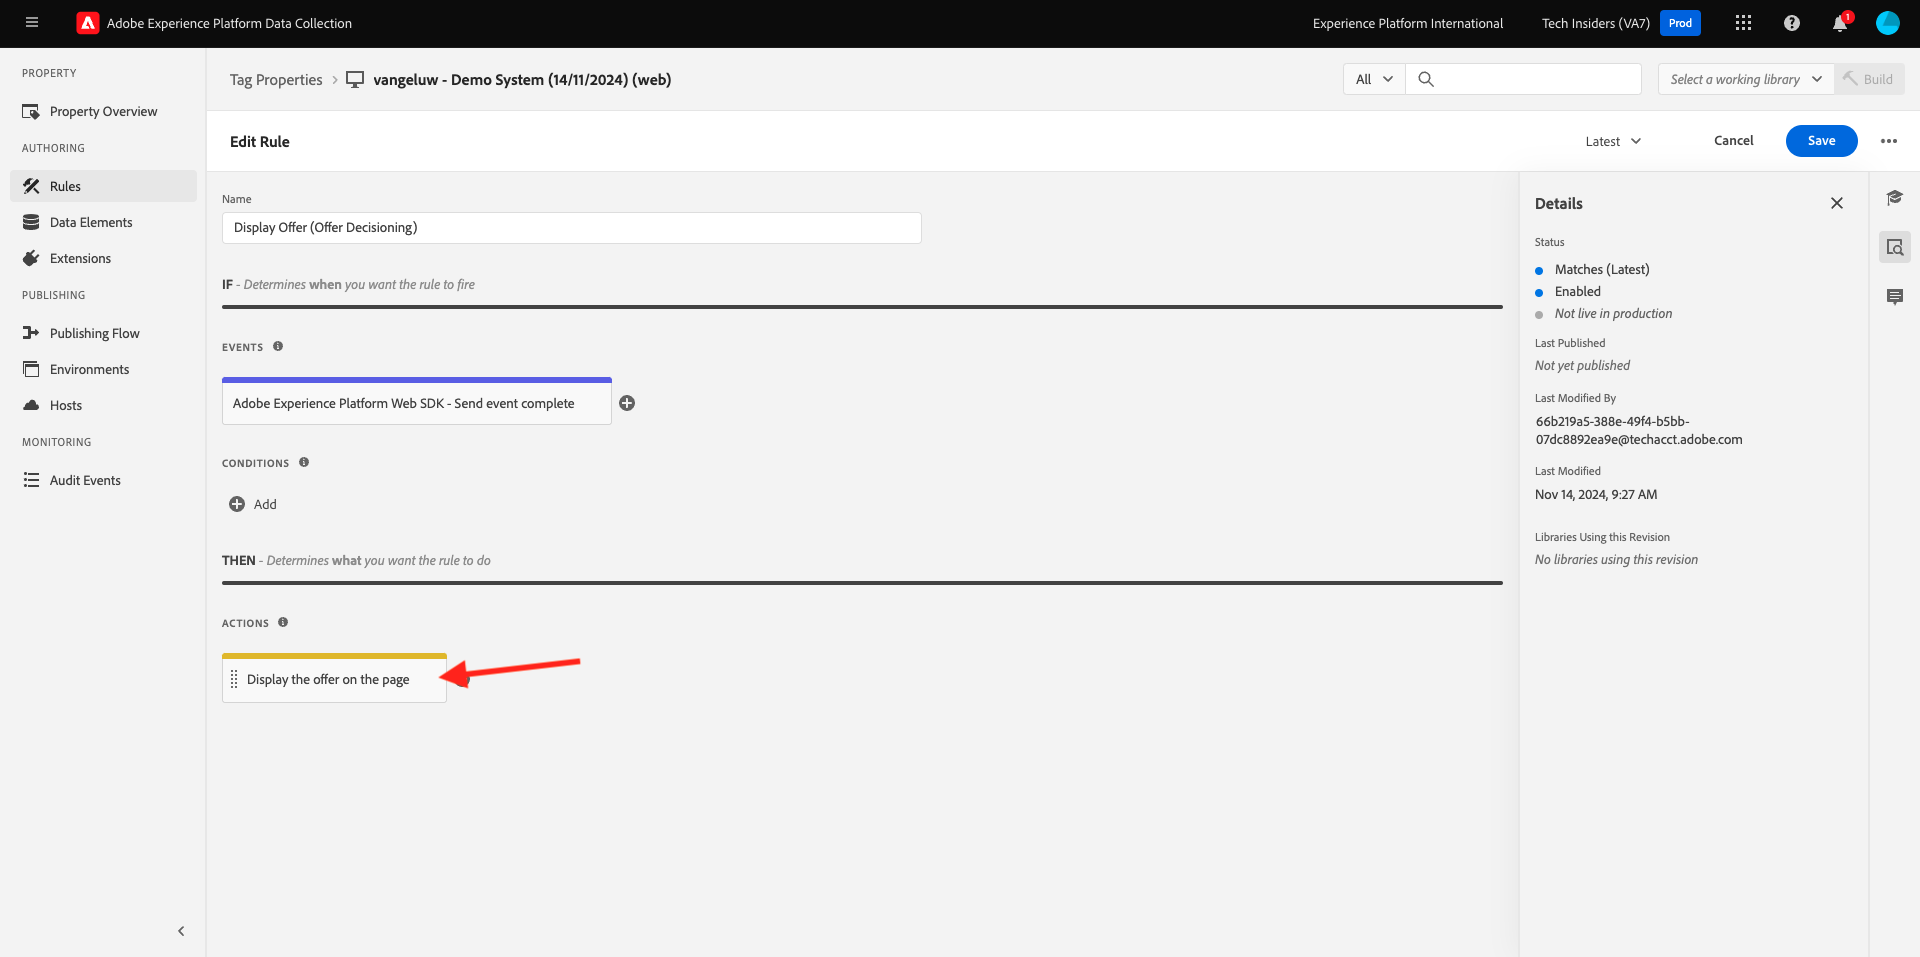 Adobe Experience Platform Data Collection
Experience Platform International
Tech Insiders (VA7)
Prod
1
PROPERTY
Property Overview
AUTHORING
Rules
Data Elements
Extensions
PUBLISHING
Publishing Flow
Environments
Hosts
MONITORING
Audit Events
Tag Properties
vangeluw - Demo System (14/11/2024) (web)
All
Select a working library
Build
Edit Rule
Latest
Cancel
Save
Name
Display Offer (Offer Decisioning)
IF - Determines when you want the rule to fire
EVENTS
Adobe Experience Platform Web SDK - Send event complete
CONDITIONS
Add
THEN - Determines what you want the rule to do
ACTIONS
Display the offer on the page
Details
Status
Matches (Latest)
Enabled
Not live in production
Last Published
Not yet published
Last Modified By
66b219a5-388e-49f4-b5bb-
07dc8892ea9e@techacct.adobe.com
Last Modified
Nov 14, 2024, 9:27 AM
Libraries Using this Revision
No libraries using this revision